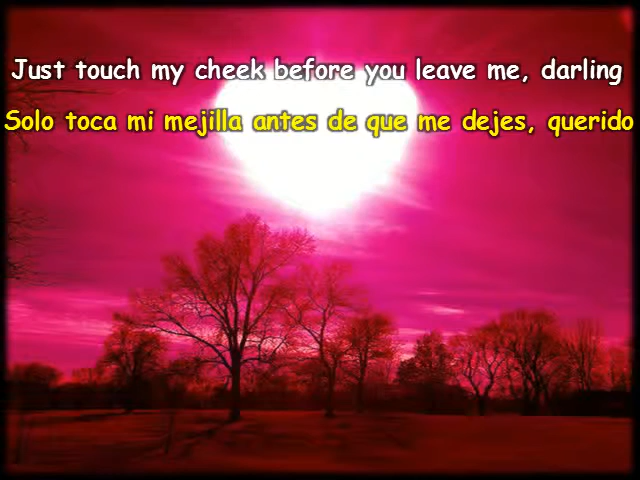 Just touch my cheek before you leave me, darling
Solo toca mi mejilla antes de que me dejes, querido